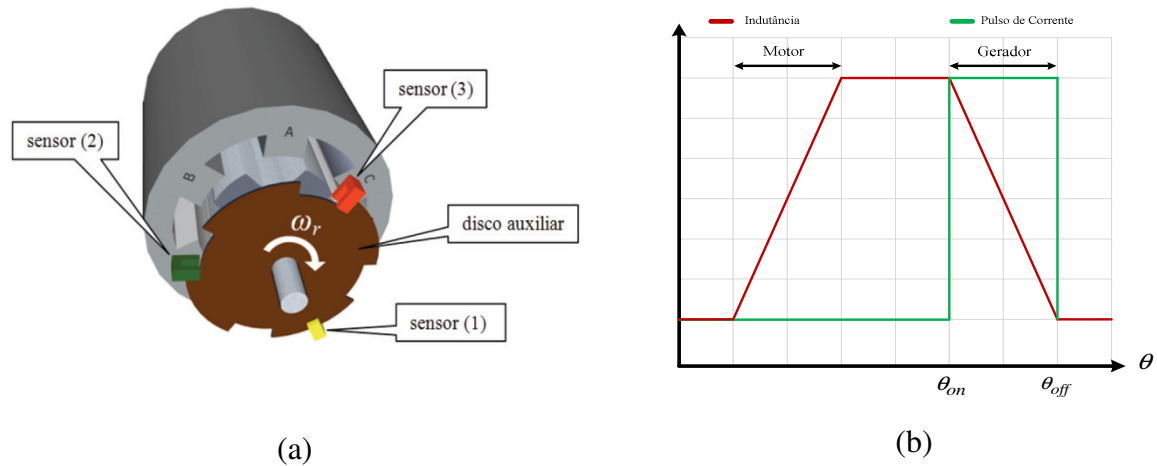 sensor (3)
sensor (2)
A
B
C
ω_r
disco auxiliar
sensor (1)
(a)
Indutância
Pulso de Corrente
Motor
Gerador
θ
θ_on
θ_off
(b)